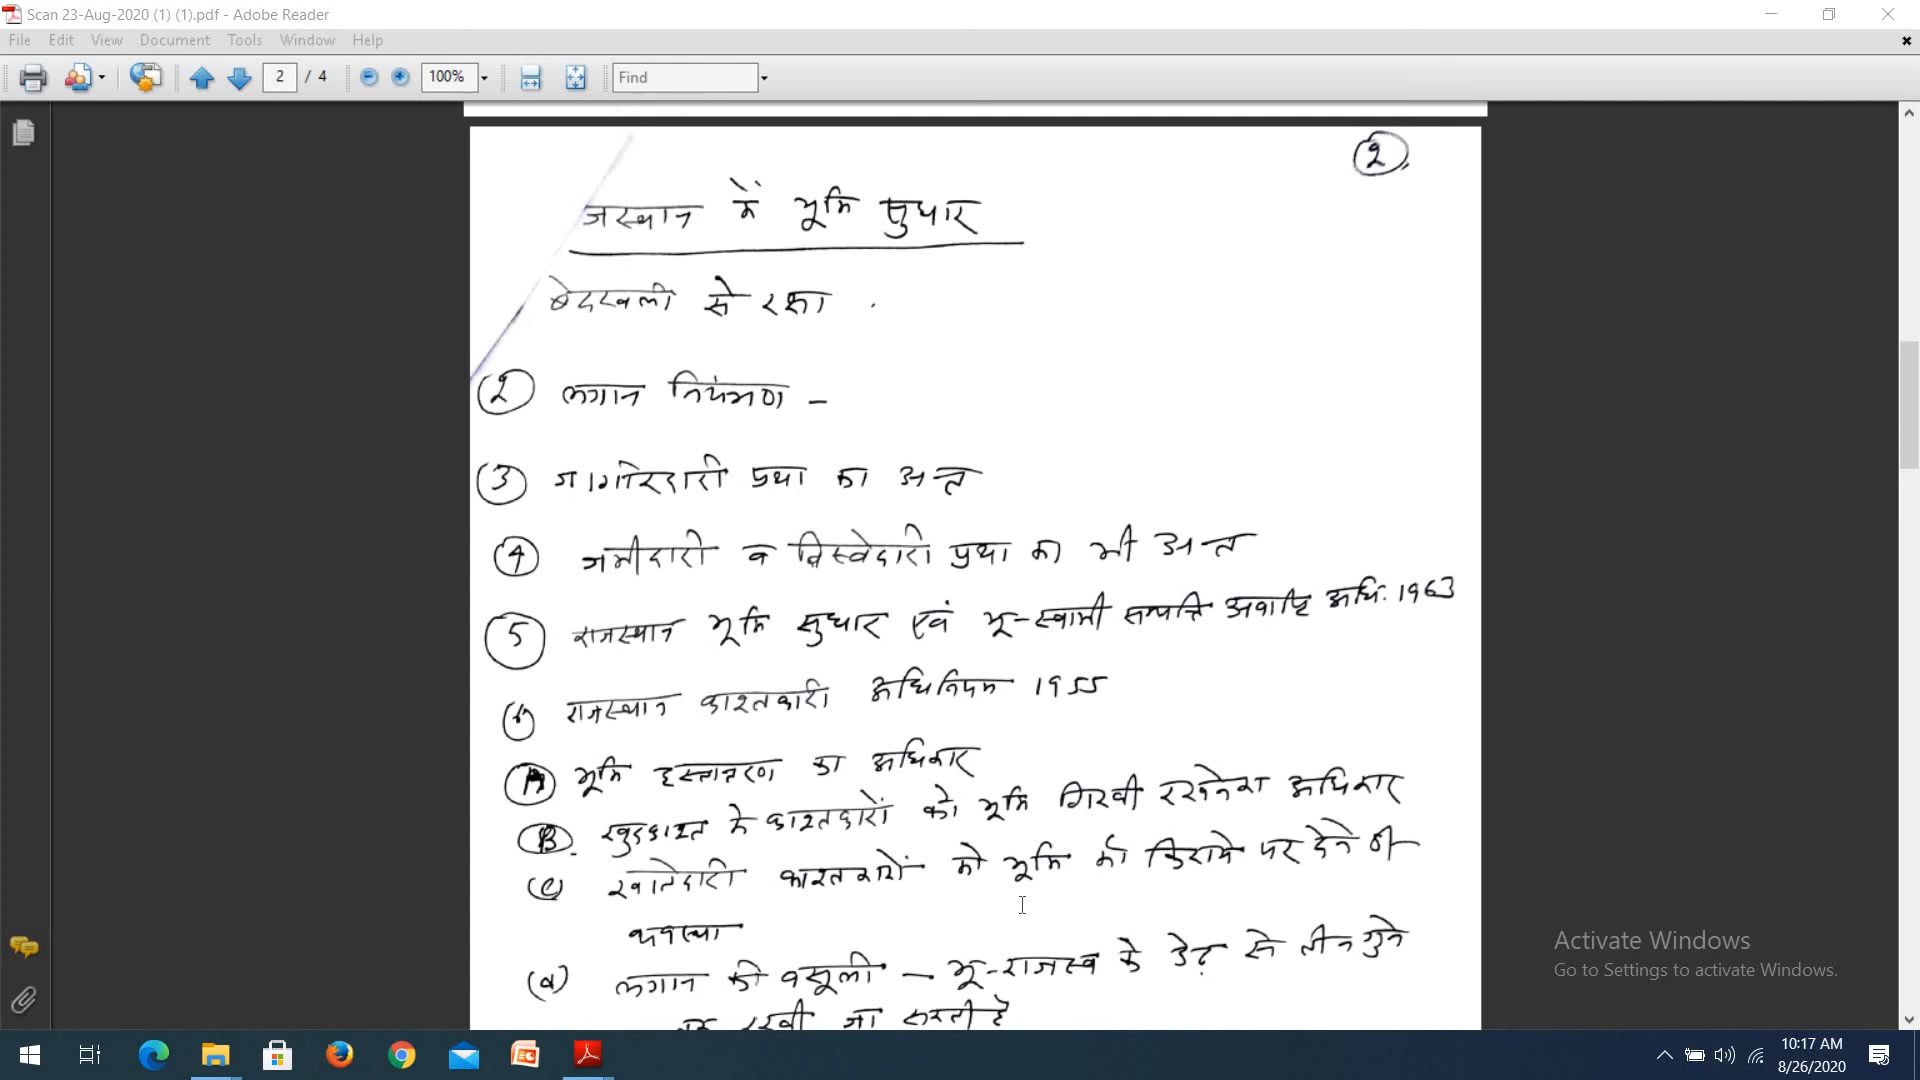 Scan 23-Aug-2020 (1) (1).pdf - Adobe Reader
File Edit View Document Tools Window Help
2 / 4 100% Find
2
जस्थान में भूमि सुधार
बेदखली से रक्षा .
2 लगान नियंत्रण -
3 जागीरदारी प्रथा का अन्त
4 जमीदारी व विस्वेदारी प्रथा का भी अन्त
5 राजस्थान भूमि सुधार एवं भू-स्वामी सम्पत्ति अवाप्ति अधि. 1963
6 राजस्थान काश्तकारी अधिनियम 1955
A भूमि हस्तान्तरण का अधिकार
B. खुदकाश्त के काश्तकारों को भूमि गिरवी रखनेका अधिकार
(c) खातेदारी काश्तकारों को भूमि को किराये पर देने की
व्यवस्था
(d) लगान की वसूली - भू-राजस्व के डेढ़ से तीन गुने
तक रखी जा सकती है
Activate Windows
Go to Settings to activate Windows.
10:17 AM
8/26/2020